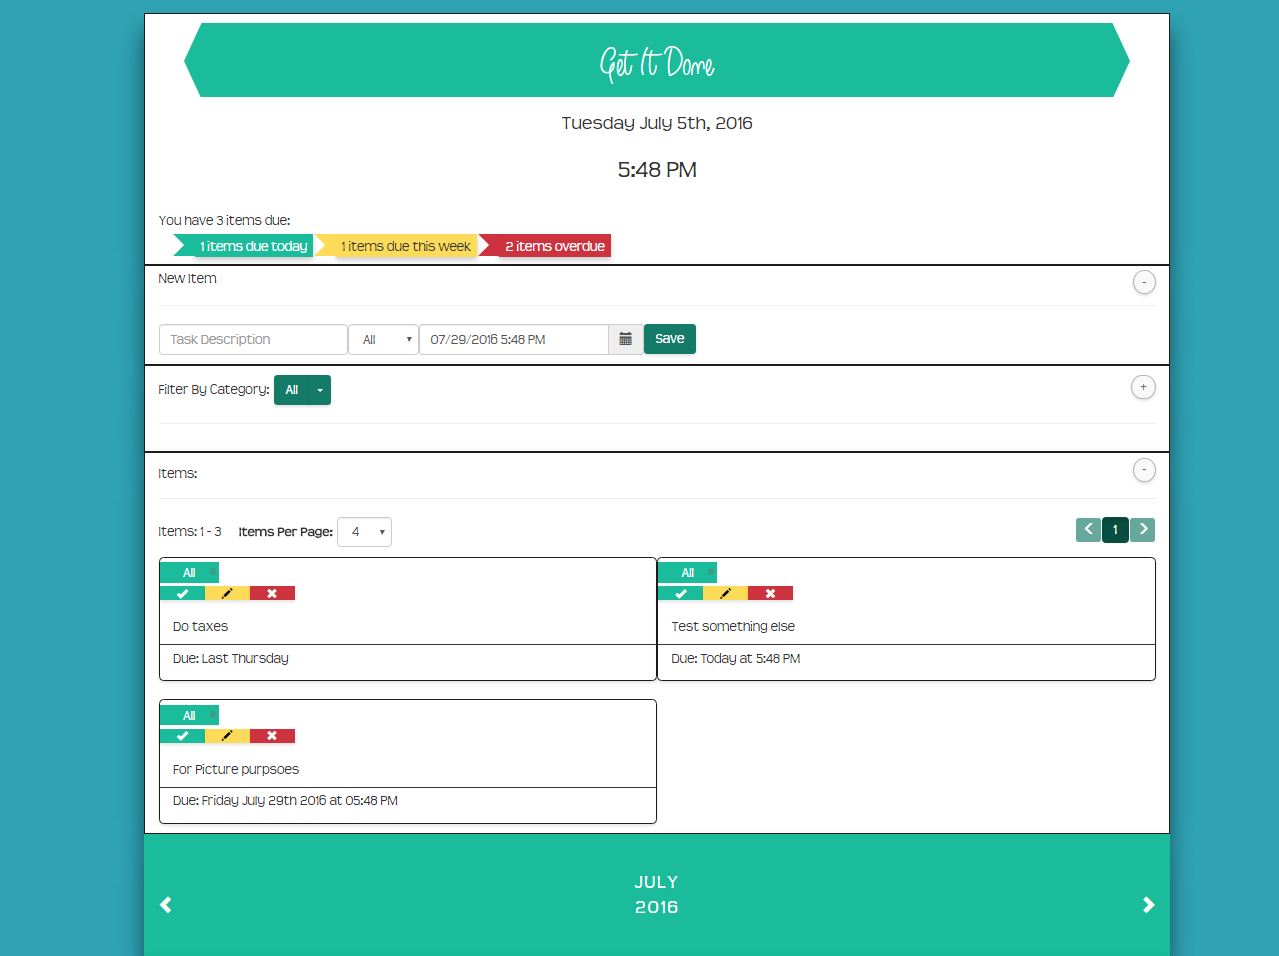 Get It Done
Tuesday July 5th, 2016
5:48 PM
You have 3 items due:
1 items due today 1 items due this week 2 items overdue
New Item -
Task Description All 07/29/2016 5:48 PM Save
Filter By Category: All +
Items: -
Items: 1 - 3 Items Per Page: 4 1
All All
Do taxes Test something else
Due: Last Thursday Due: Today at 5:48 PM
All
For Picture purpsoes
Due: Friday July 29th 2016 at 05:48 PM
JULY
2016